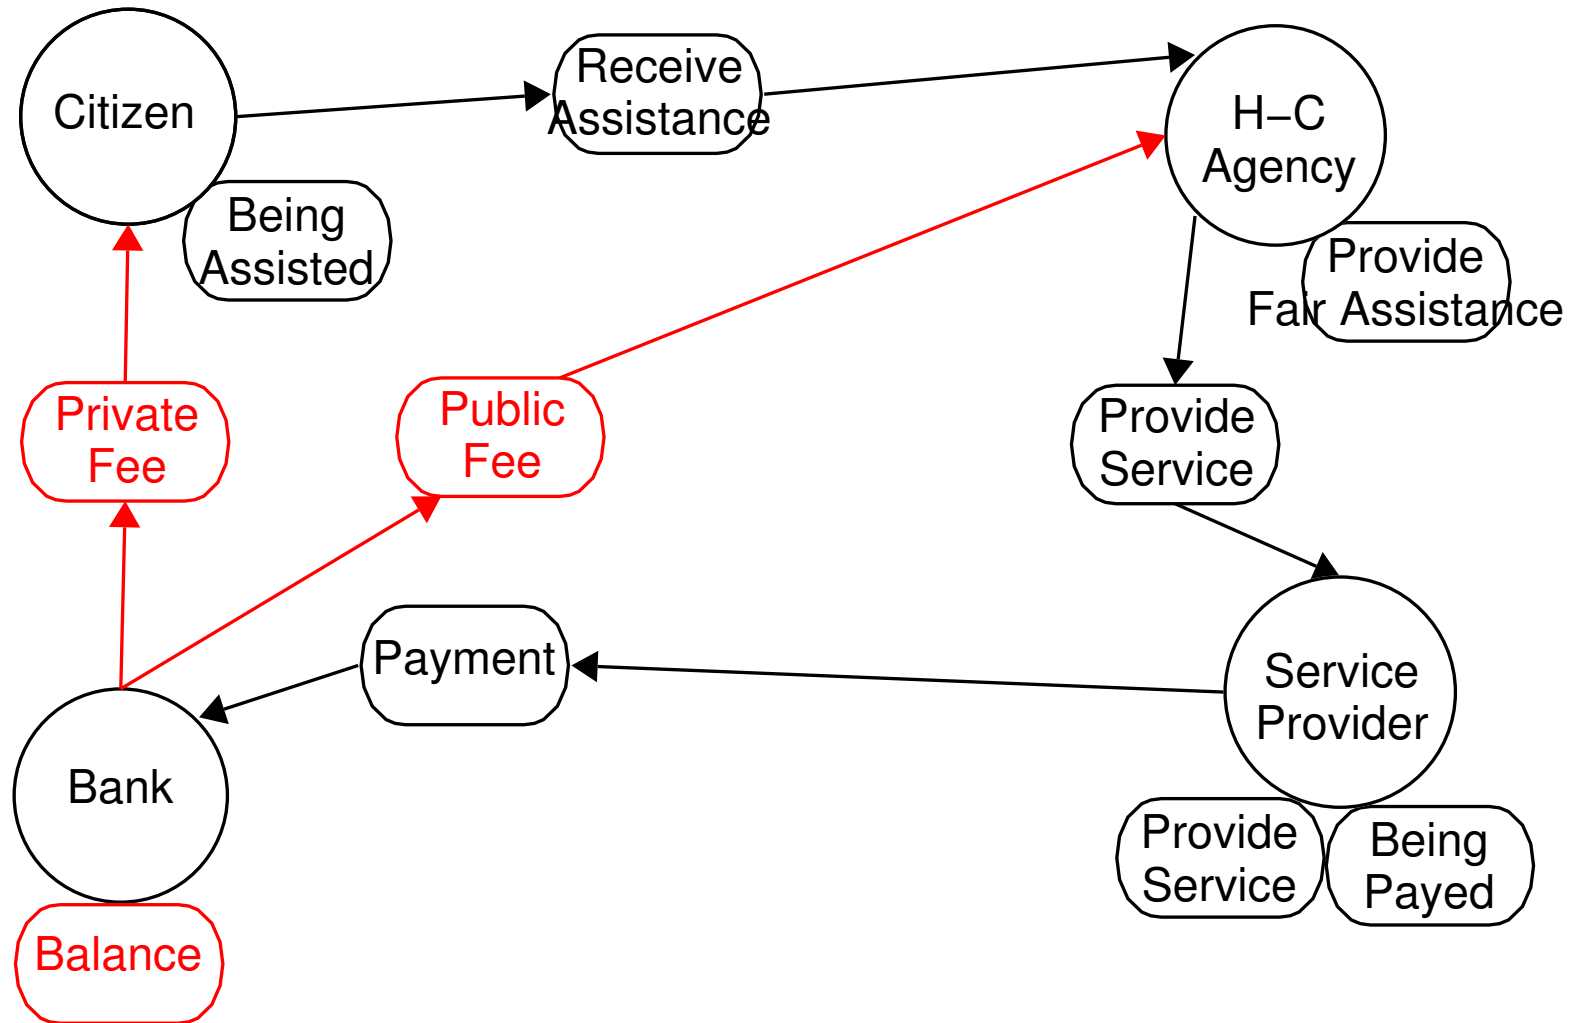 Citizen
Receive
Assistance
H–C
Agency
Being
Assisted
Provide
Fair Assistance
Private
Fee
Public
Fee
Provide
Service
Payment
Service
Provider
Bank
Provide
Service
Being
Payed
Balance